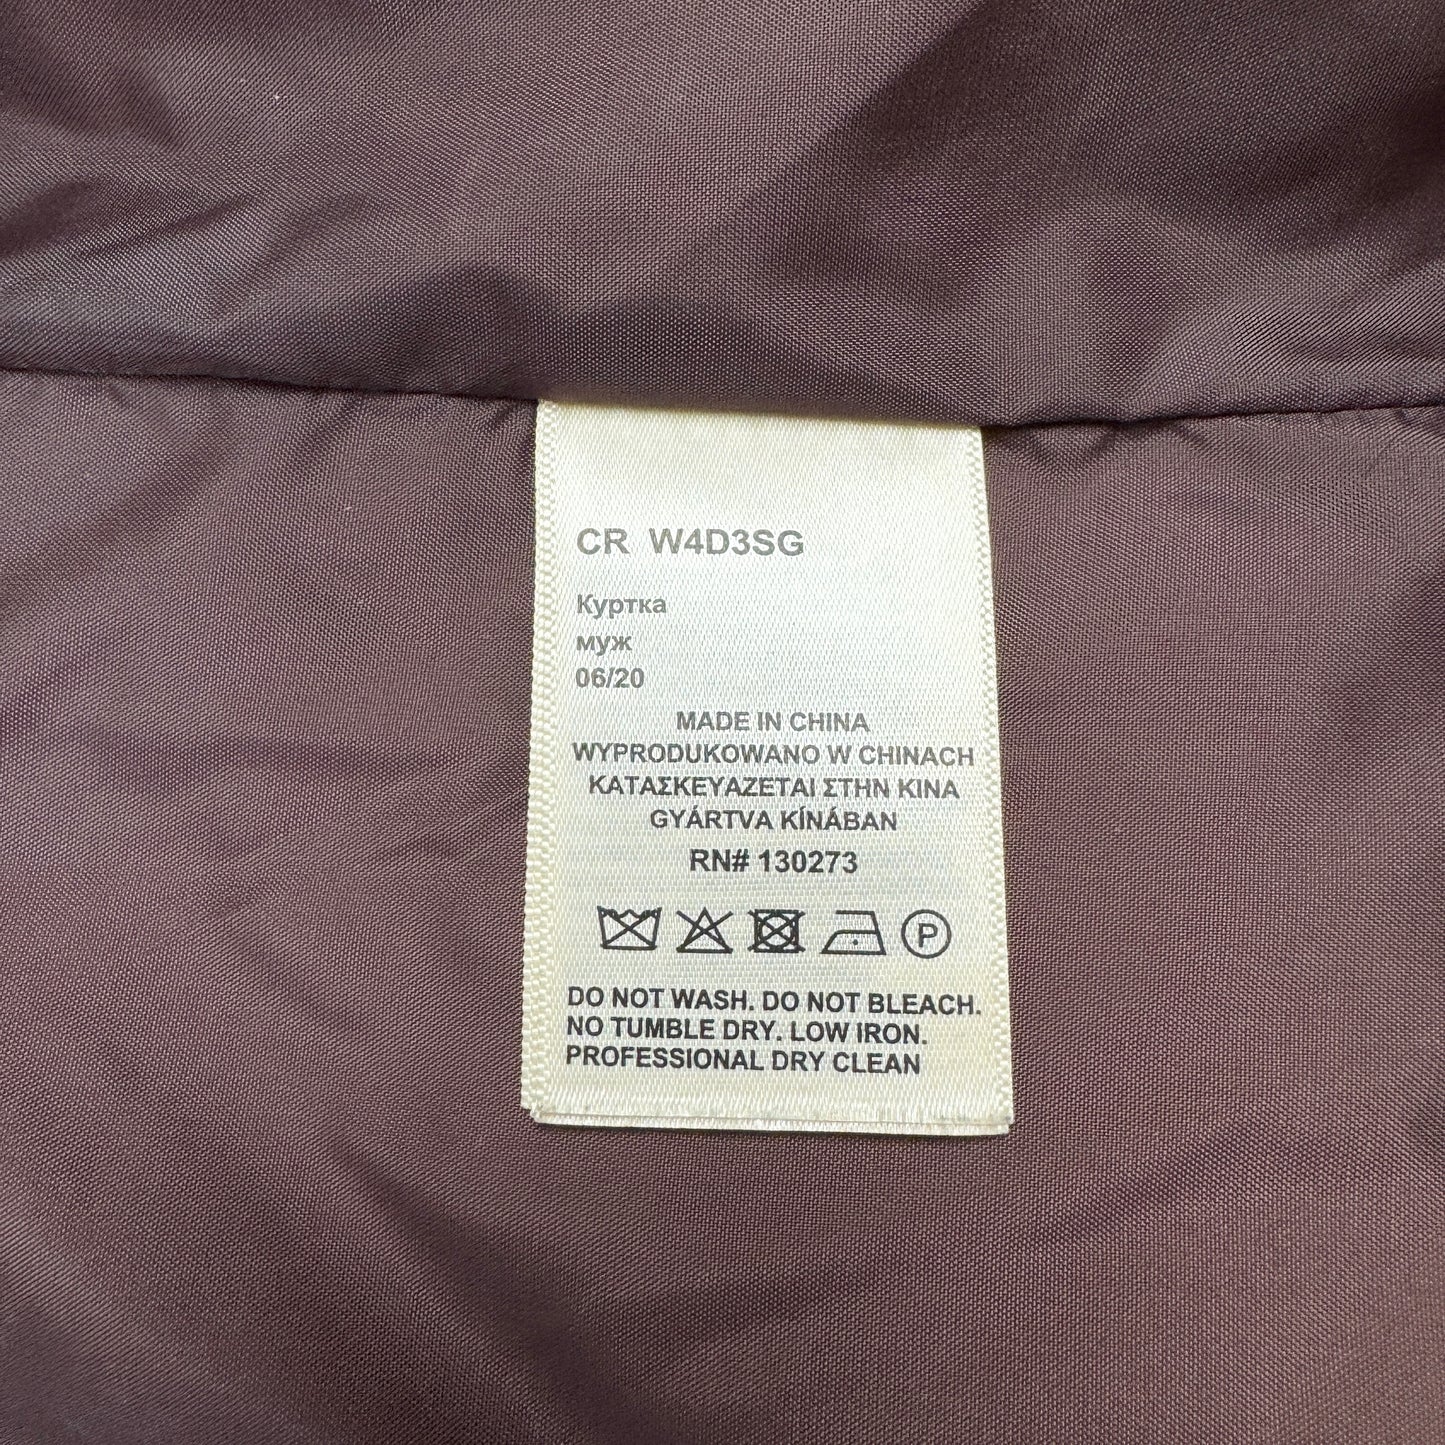 CR W4D3SG
Куртка
муж
06/20
MADE IN CHINA
WYPRODUKOWANO W CHINACH
ΚΑΤΑΣΚΕΥΑΖΕΤΑΙ ΣΤΗΝ ΚΙΝΑ
GYÁRTVA KÍNÁBAN
RN# 130273
P
DO NOT WASH. DO NOT BLEACH.
NO TUMBLE DRY. LOW IRON.
PROFESSIONAL DRY CLEAN